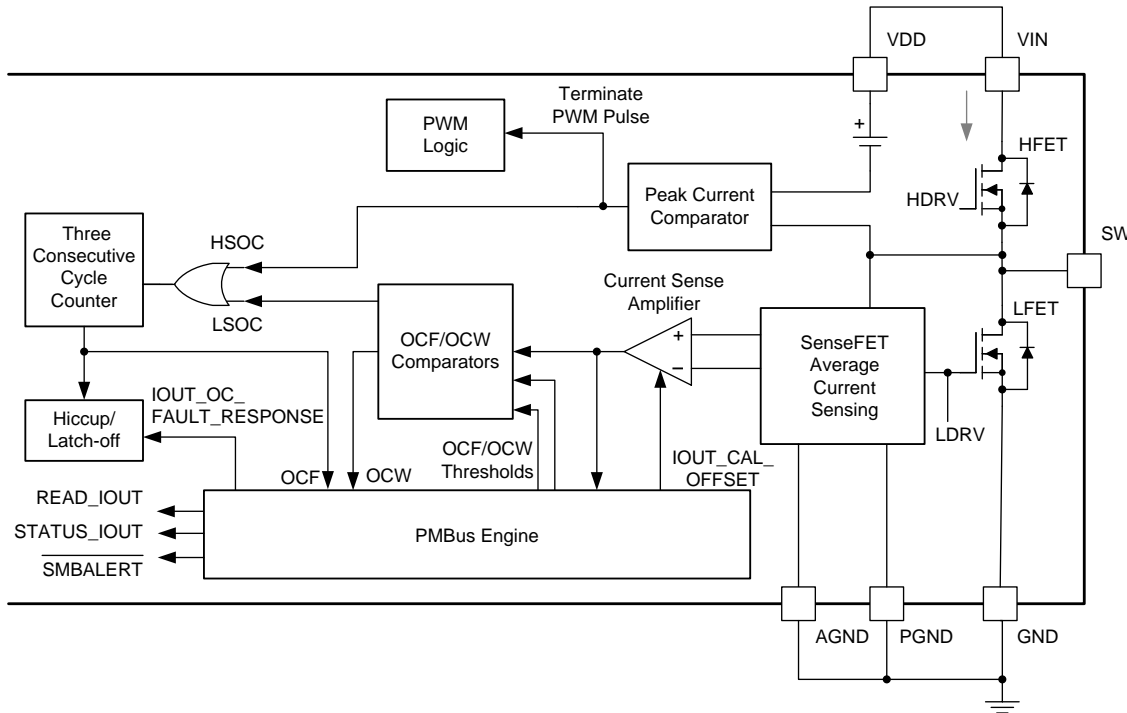 VDD
VIN
Terminate
PWM Pulse
PWM
Logic
+
HFET
Peak Current
Comparator
HDRV
Three
Consecutive
Cycle
Counter
HSOC
SW
LSOC
Current Sense
Amplifier
LFET
OCF/OCW
Comparators
+
–
SenseFET
Average
Current
Sensing
IOUT_OC_
FAULT_RESPONSE
Hiccup/
Latch-off
LDRV
OCF/OCW
Thresholds
IOUT_CAL_
OFFSET
OCF
OCW
READ_IOUT
STATUS_IOUT
SMBALERT
PMBus Engine
AGND
PGND
GND